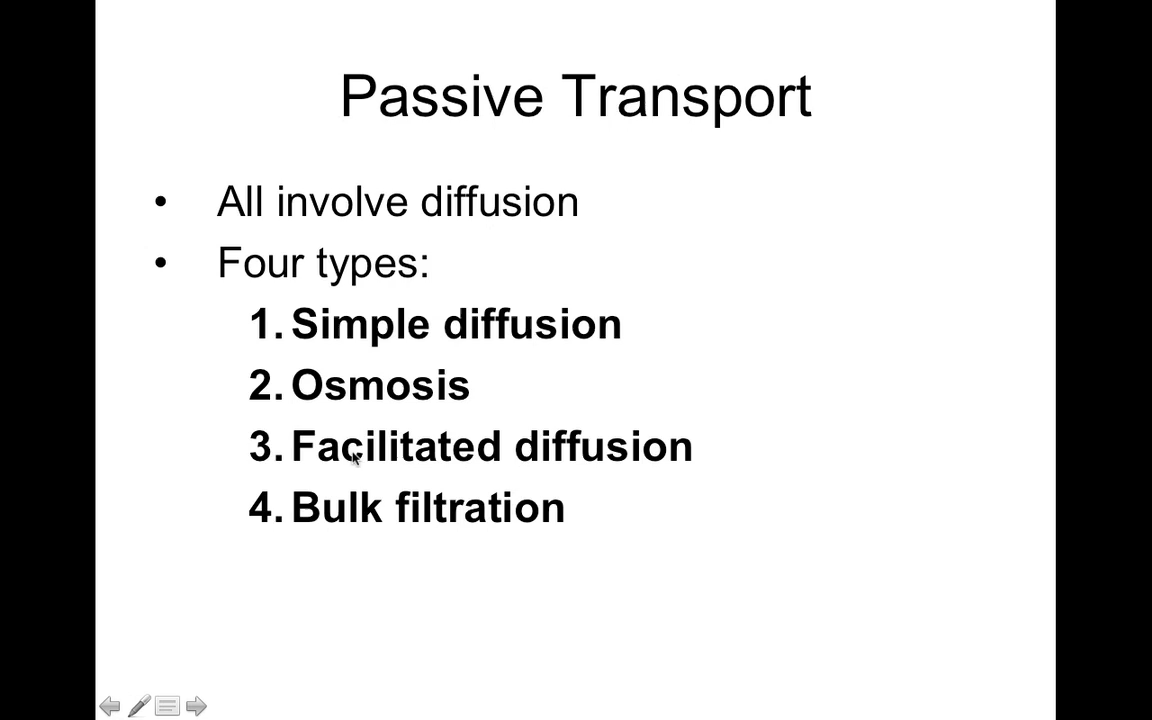 Passive Transport
• All involve diffusion
• Four types:
1. Simple diffusion
2. Osmosis
3. Facilitated diffusion
4. Bulk filtration